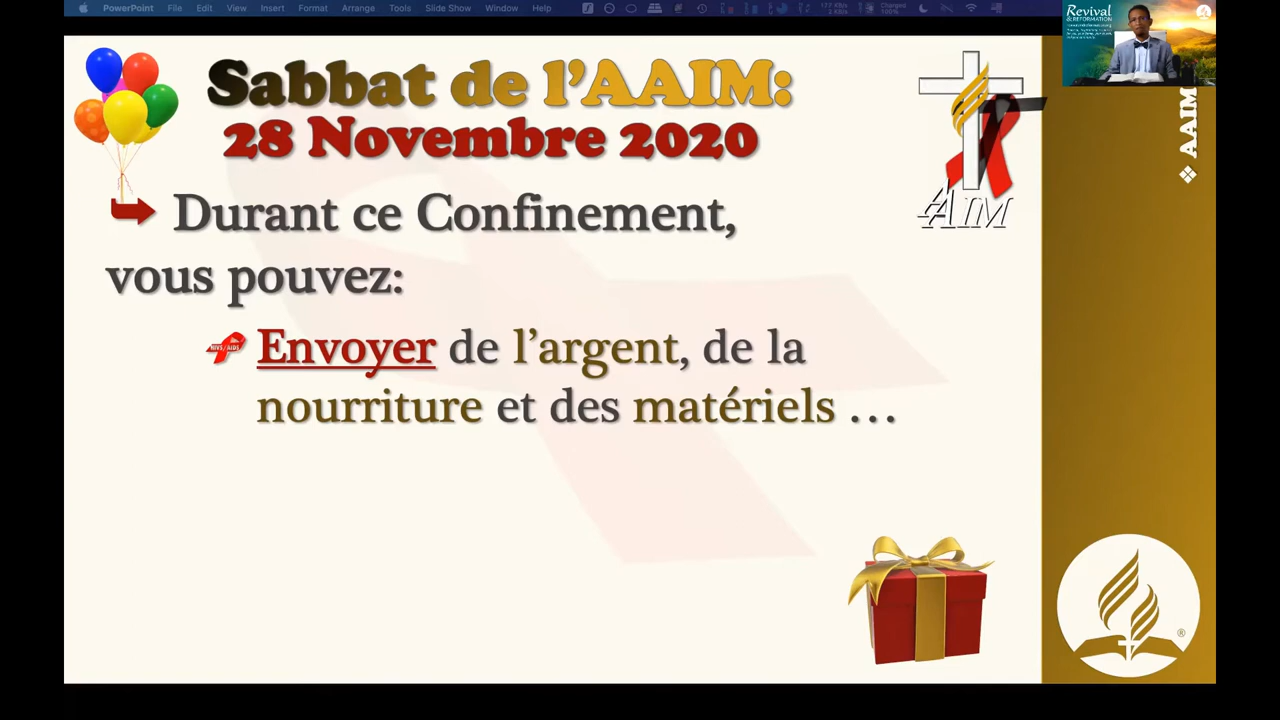 PowerPoint File Edit View Insert Format Arrange Tools Slide Show Window Help
Revival
& REFORMATION
Sabbat de l’AAIM:
28 Novembre 2020
❖ AAIM
AAIM
Durant ce Confinement,
vous pouvez:
Envoyer de l’argent, de la
nourriture et des matériels …
®